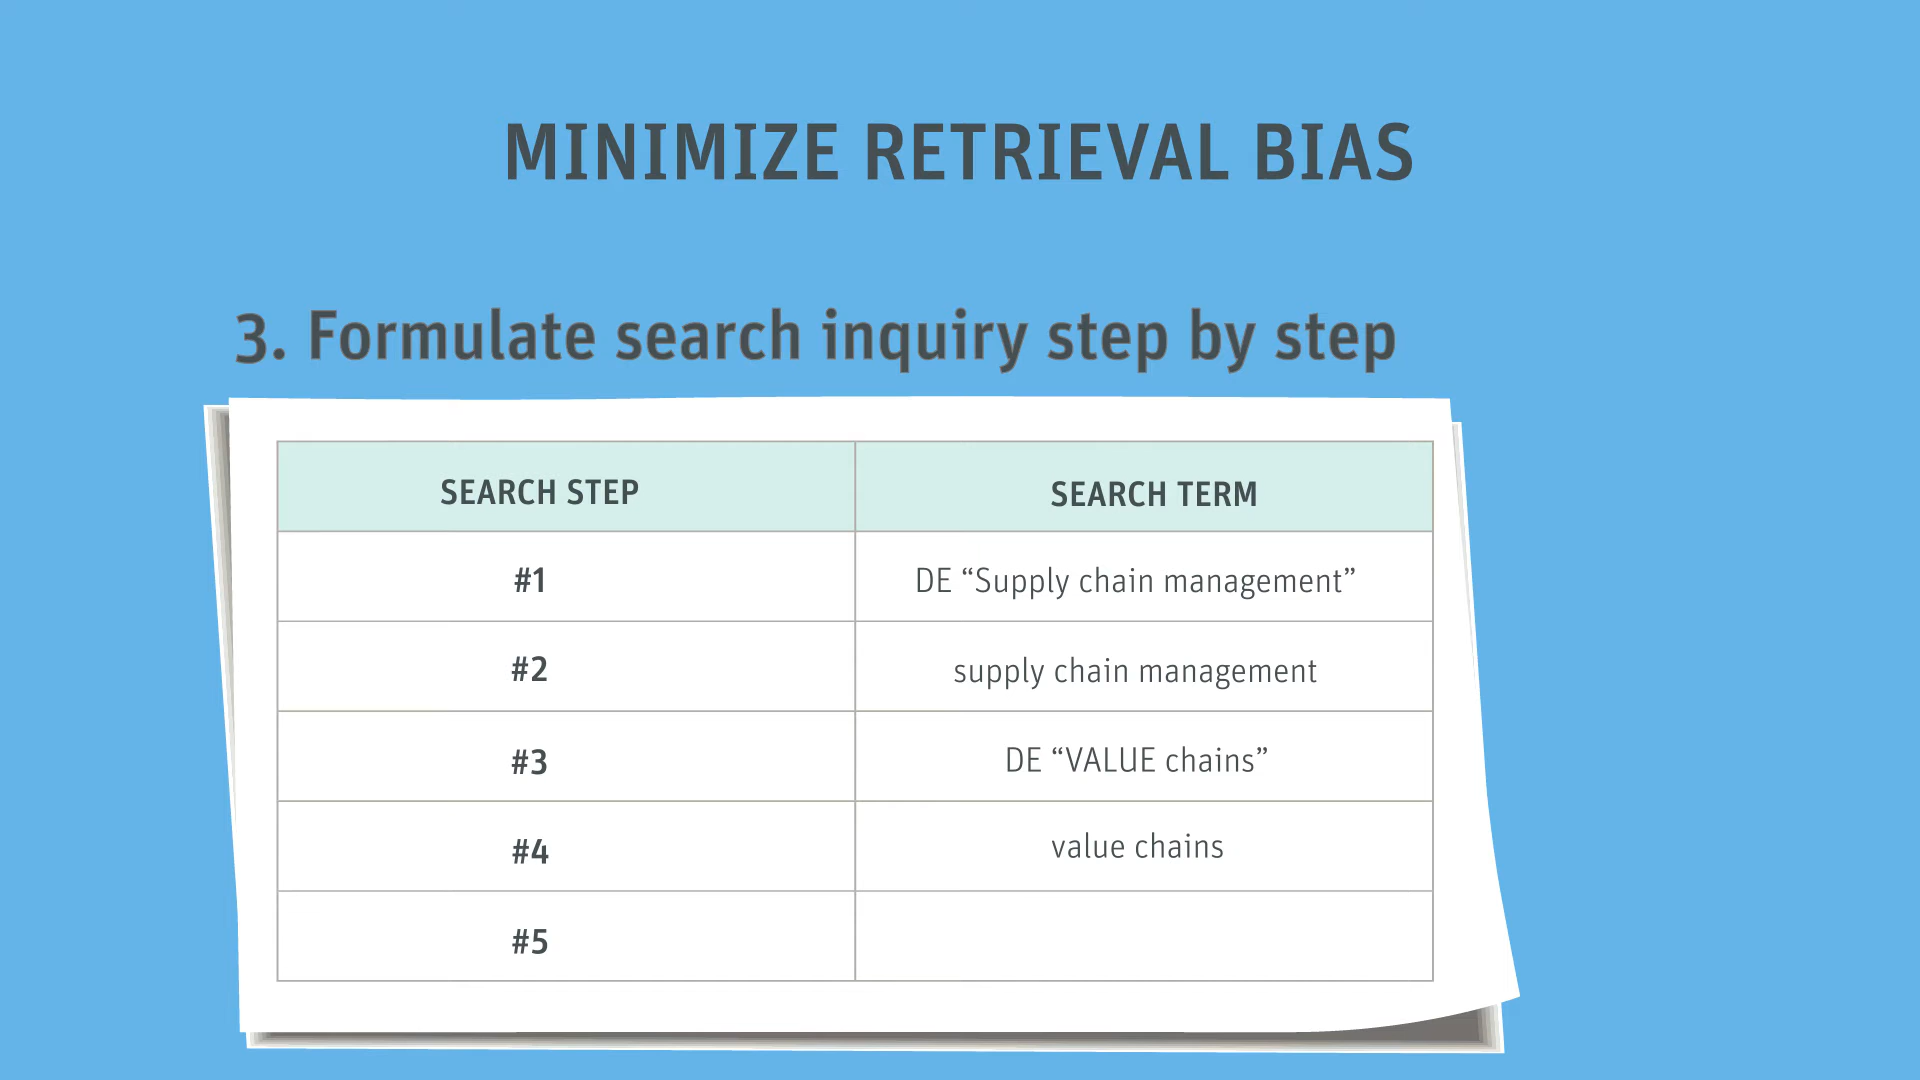 MINIMIZE RETRIEVAL BIAS
3. Formulate search inquiry step by step
SEARCH STEP SEARCH TERM
#1 DE “Supply chain management”
#2 supply chain management
#3 DE “VALUE chains”
#4 value chains
#5